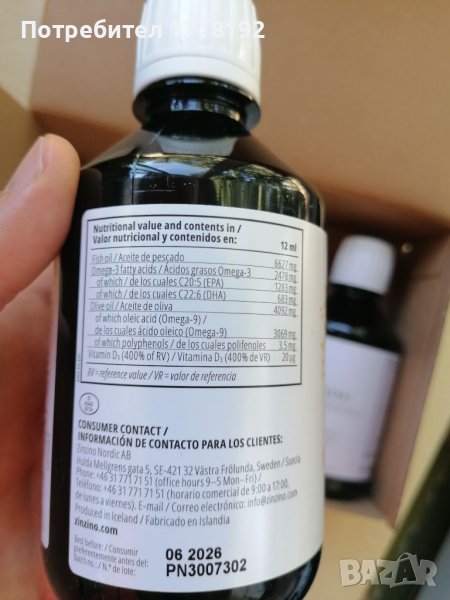 Потребител
Nutritional value and contents in /
Valor nutricional y contenidos en: 12 ml
Fish oil / Aceite de pescado 6627 mg
Omega-3 fatty acids / Ácidos grasos Omega-3 2478 mg
of which / de los cuales C20:6 (EPA) 1283 mg
of which / de los cuales C22:6 (DHA) 683 mg
Olive oil / Aceite de oliva 4092 mg
of which oleic acid (Omega-9) /
de los cuales ácido oleico (Omega-9) 3069 mg
of which polyphenols / de los cuales polifenoles 3.5 mg
Vitamin D₃ (400% of RV) / Vitamina D₃ (400% de VR) 20 µg
RV = reference value / VR = valor de referencia
CONSUMER CONTACT /
INFORMACIÓN DE CONTACTO PARA LOS CLIENTES:
Zinzino Nordic AB
Hulda Mellgrens gata 5, SE-421 32 Västra Frölunda, Sweden / Suecia
Phone: +46 31 771 71 51 (office hours 9–5 Mon–Fri) /
Teléfono: +46 31 771 71 51 (horario comercial de 9:00 a 17:00,
de lunes a viernes). E-mail / Correo electrónico: info@zinzino.com
Produced in Iceland / Fabricado en Islandia
zinzino.com
Best before: / Consumir
preferentemente antes del: 06 2026
Batch no.: / N.º de lote: PN3007302
BAZAR